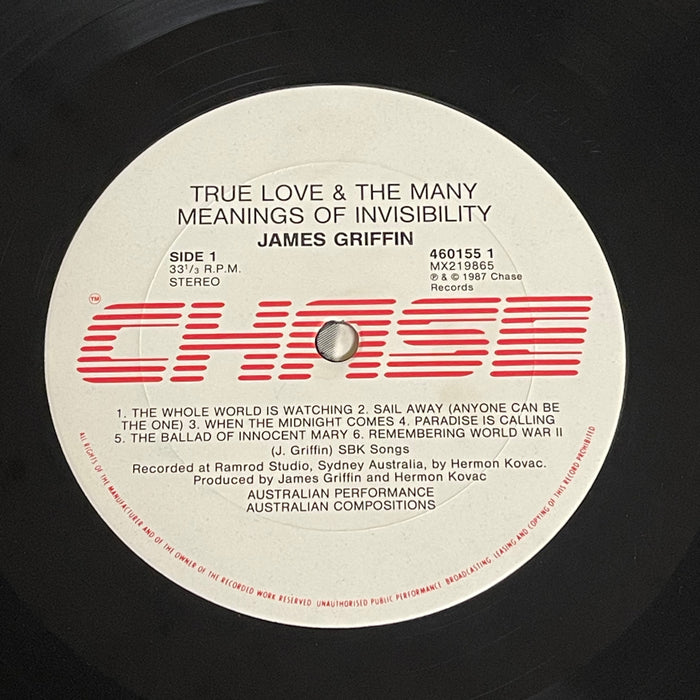 TRUE LOVE & THE MANY
MEANINGS OF INVISIBILITY
JAMES GRIFFIN
SIDE 1
33 1/3 R.P.M.
STEREO
460155 1
MX219865
℗ & © 1987 Chase
Records
TM
CHASE
1. THE WHOLE WORLD IS WATCHING 2. SAIL AWAY (ANYONE CAN BE
THE ONE) 3. WHEN THE MIDNIGHT COMES 4. PARADISE IS CALLING
5. THE BALLAD OF INNOCENT MARY 6. REMEMBERING WORLD WAR II
(J. Griffin) SBK Songs
Recorded at Ramrod Studio, Sydney Australia, by Hermon Kovac.
Produced by James Griffin and Hermon Kovac
AUSTRALIAN PERFORMANCE
AUSTRALIAN COMPOSITIONS
ALL RIGHTS OF THE MANUFACTURER AND OF THE OWNER OF THE RECORDED WORK RESERVED UNAUTHORISED PUBLIC PERFORMANCE BROADCASTING, LEASING AND COPYING OF THIS RECORD PROHIBITED